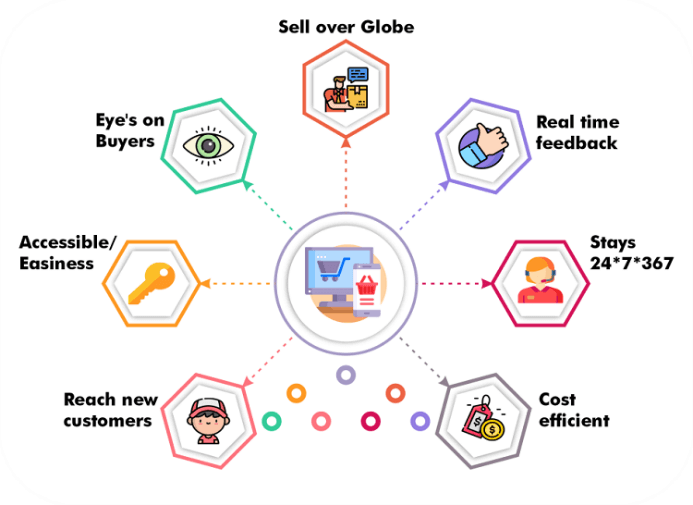 Sell over Globe
Eye's on
Buyers
Real time
feedback
Accessible/
Easiness
Stays
24*7*367
Reach new
customers
Cost
efficient